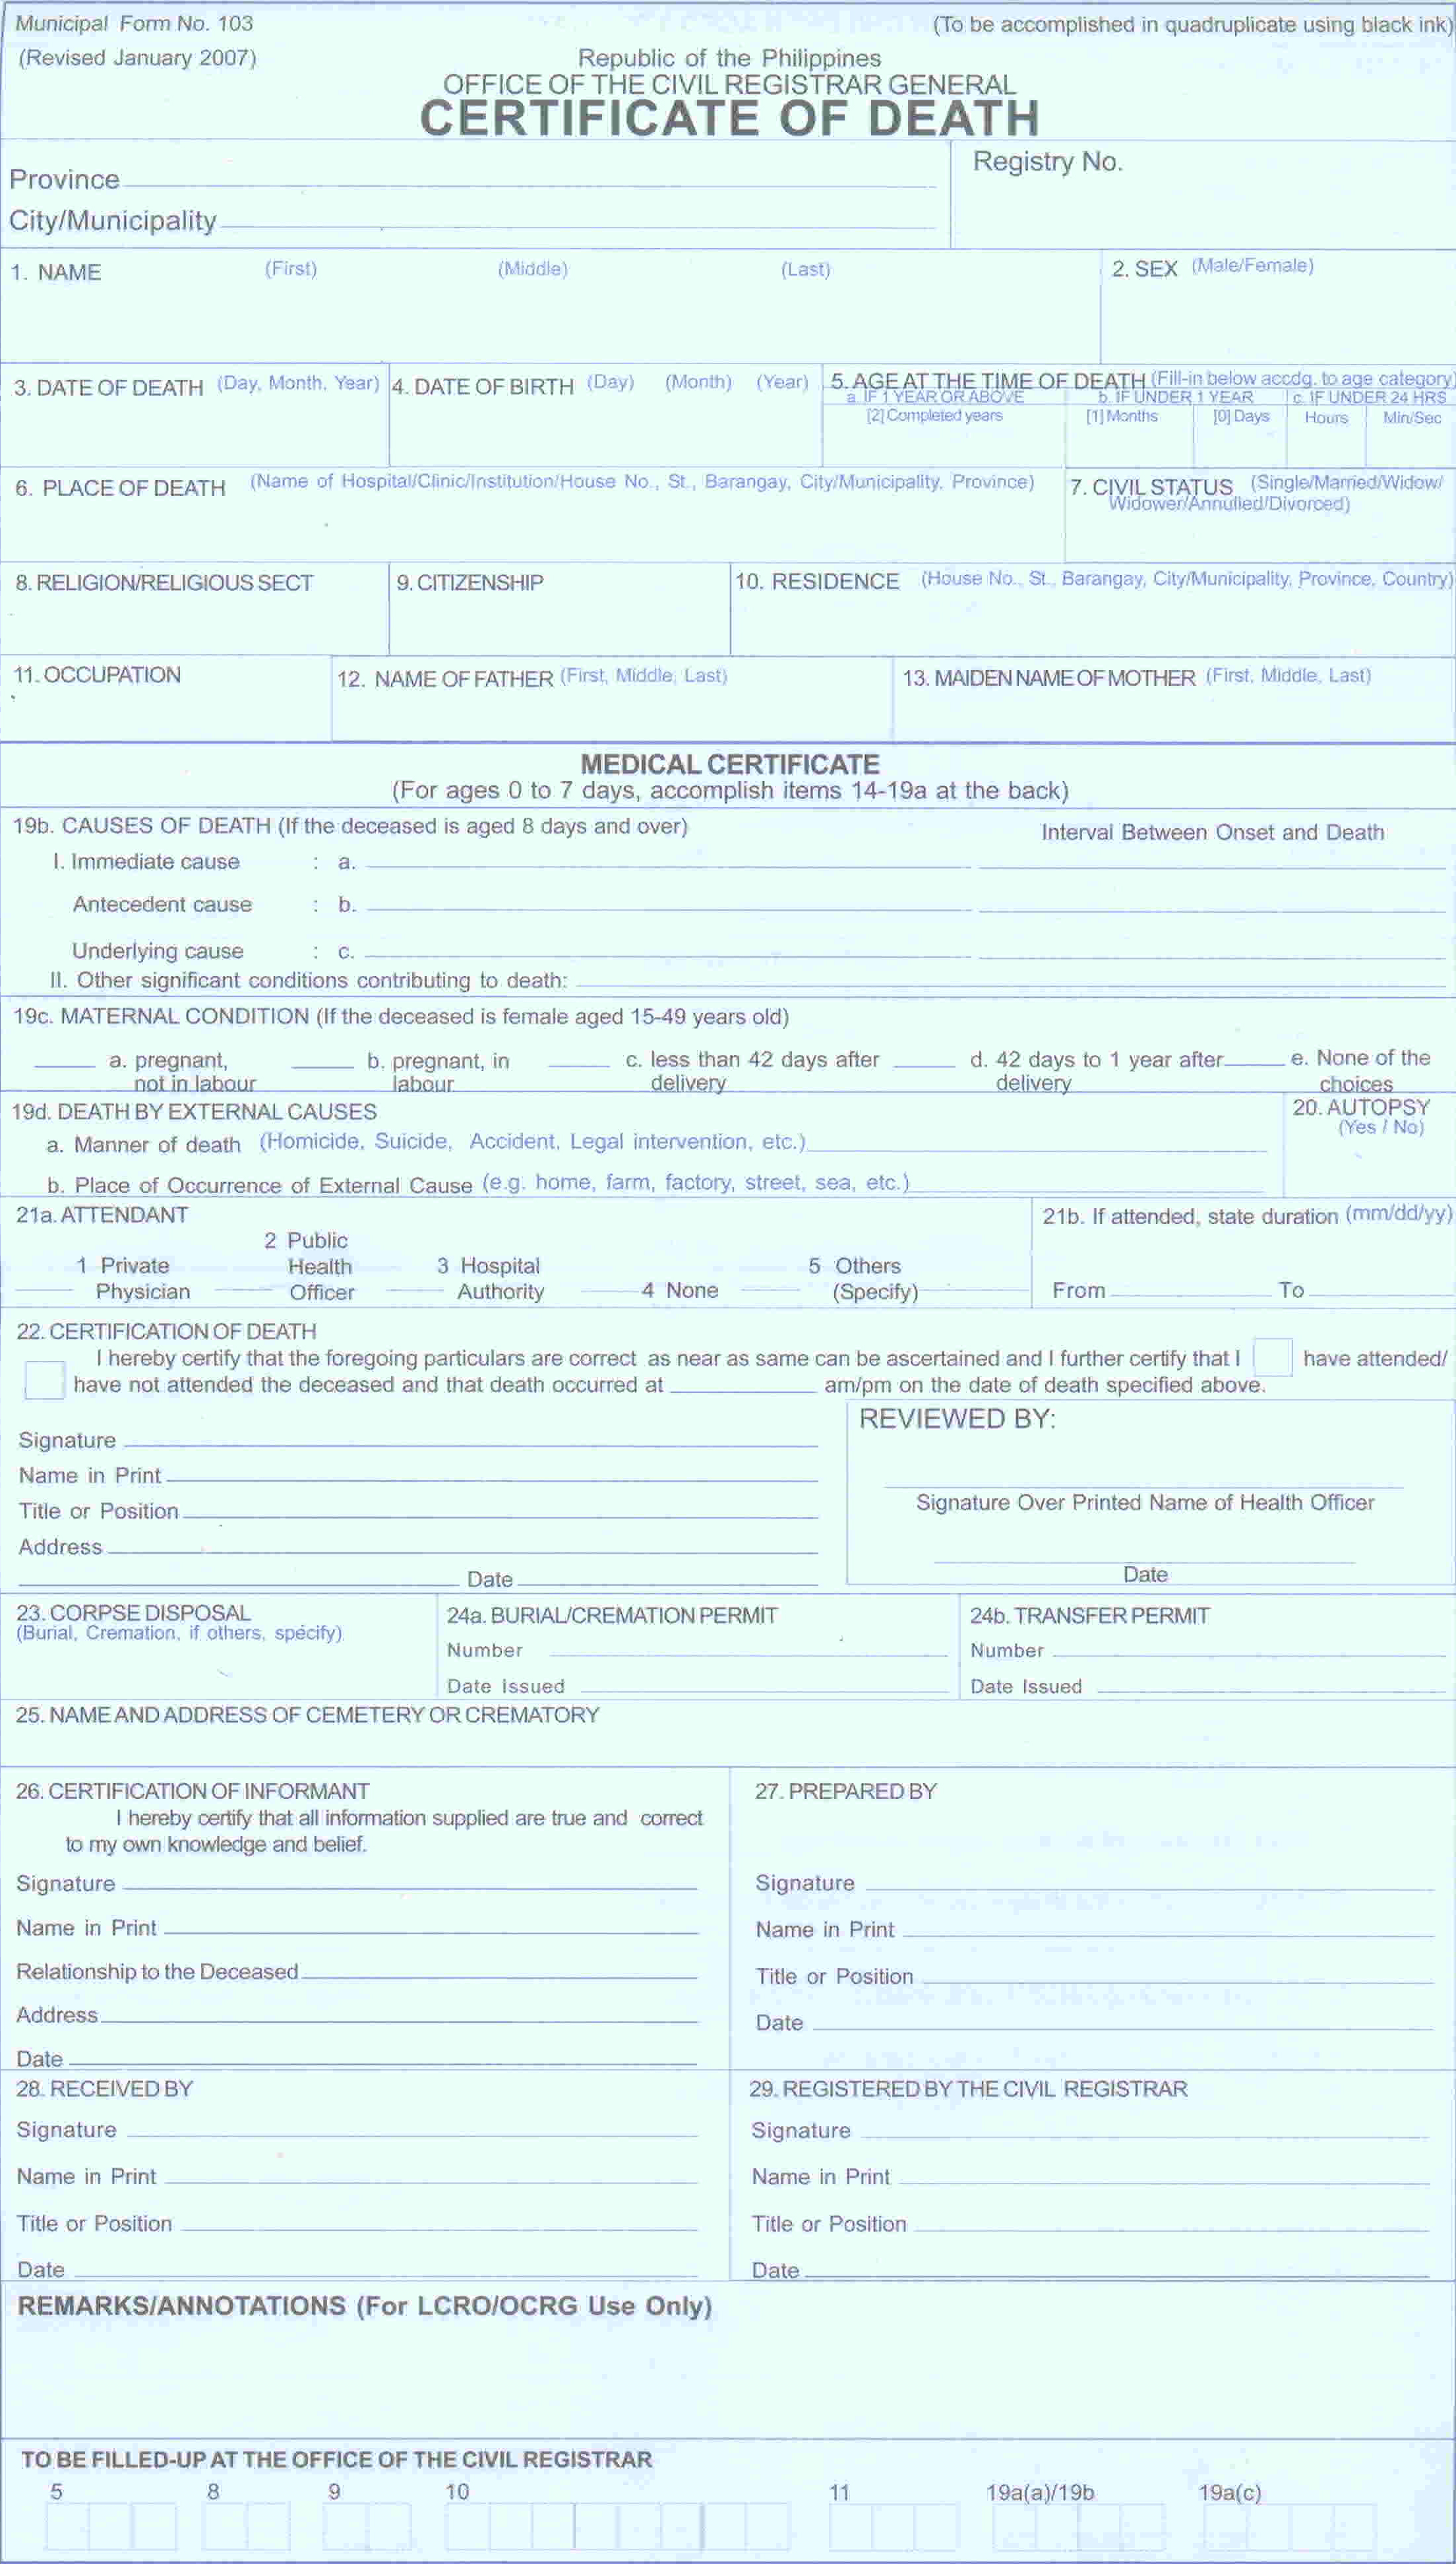 Municipal Form No. 103
(To be accomplished in quadruplicate using black ink)
(Revised January 2007)
Republic of the Philippines
OFFICE OF THE CIVIL REGISTRAR GENERAL
CERTIFICATE OF DEATH
Province
Registry No.
City/Municipality
1. NAME (First) (Middle) (Last) 2. SEX (Male/Female)
3. DATE OF DEATH (Day, Month, Year) 4. DATE OF BIRTH (Day) (Month) (Year) 5. AGE AT THE TIME OF DEATH (Fill-in below accdg. to age category)
a. IF 1 YEAR OR ABOVE b. IF UNDER 1 YEAR c. IF UNDER 24 HRS
[2] Completed years [1] Months [0] Days Hours Min/Sec
6. PLACE OF DEATH (Name of Hospital/Clinic/Institution/House No., St., Barangay, City/Municipality, Province) 7. CIVIL STATUS (Single/Married/Widow/
Widower/Annulled/Divorced)
8. RELIGION/RELIGIOUS SECT 9. CITIZENSHIP 10. RESIDENCE (House No., St., Barangay, City/Municipality, Province, Country)
11. OCCUPATION 12. NAME OF FATHER (First, Middle, Last) 13. MAIDEN NAME OF MOTHER (First, Middle, Last)
MEDICAL CERTIFICATE
(For ages 0 to 7 days, accomplish items 14-19a at the back)
19b. CAUSES OF DEATH (If the deceased is aged 8 days and over) Interval Between Onset and Death
I. Immediate cause : a.
Antecedent cause : b.
Underlying cause : c.
II. Other significant conditions contributing to death:
19c. MATERNAL CONDITION (If the deceased is female aged 15-49 years old)
a. pregnant, b. pregnant, in c. less than 42 days after d. 42 days to 1 year after e. None of the
not in labour labour delivery delivery choices
19d. DEATH BY EXTERNAL CAUSES 20. AUTOPSY
(Yes / No)
a. Manner of death (Homicide, Suicide, Accident, Legal intervention, etc.)
b. Place of Occurrence of External Cause (e.g. home, farm, factory, street, sea, etc.)
21a. ATTENDANT 21b. If attended, state duration (mm/dd/yy)
2 Public
1 Private Health 3 Hospital 5 Others
Physician Officer Authority 4 None (Specify) From To
22. CERTIFICATION OF DEATH
I hereby certify that the foregoing particulars are correct as near as same can be ascertained and I further certify that I have attended/
have not attended the deceased and that death occurred at am/pm on the date of death specified above.
REVIEWED BY:
Signature
Name in Print
Signature Over Printed Name of Health Officer
Title or Position
Address
Date Date
23. CORPSE DISPOSAL 24a. BURIAL/CREMATION PERMIT 24b. TRANSFER PERMIT
(Burial, Cremation, if others, specify)
Number Number
Date Issued Date Issued
25. NAME AND ADDRESS OF CEMETERY OR CREMATORY
26. CERTIFICATION OF INFORMANT 27. PREPARED BY
I hereby certify that all information supplied are true and correct
to my own knowledge and belief.
Signature Signature
Name in Print Name in Print
Relationship to the Deceased Title or Position
Address Date
Date
28. RECEIVED BY 29. REGISTERED BY THE CIVIL REGISTRAR
Signature Signature
Name in Print Name in Print
Title or Position Title or Position
Date Date
REMARKS/ANNOTATIONS (For LCRO/OCRG Use Only)
TO BE FILLED-UP AT THE OFFICE OF THE CIVIL REGISTRAR
5 8 9 10 11 19a(a)/19b 19a(c)